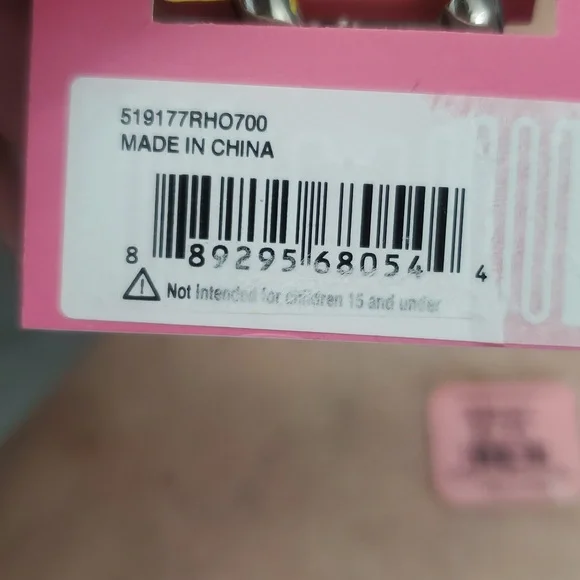 519177RHO700
MADE IN CHINA
8 89295 68054 4
Not Intended for children 15 and under